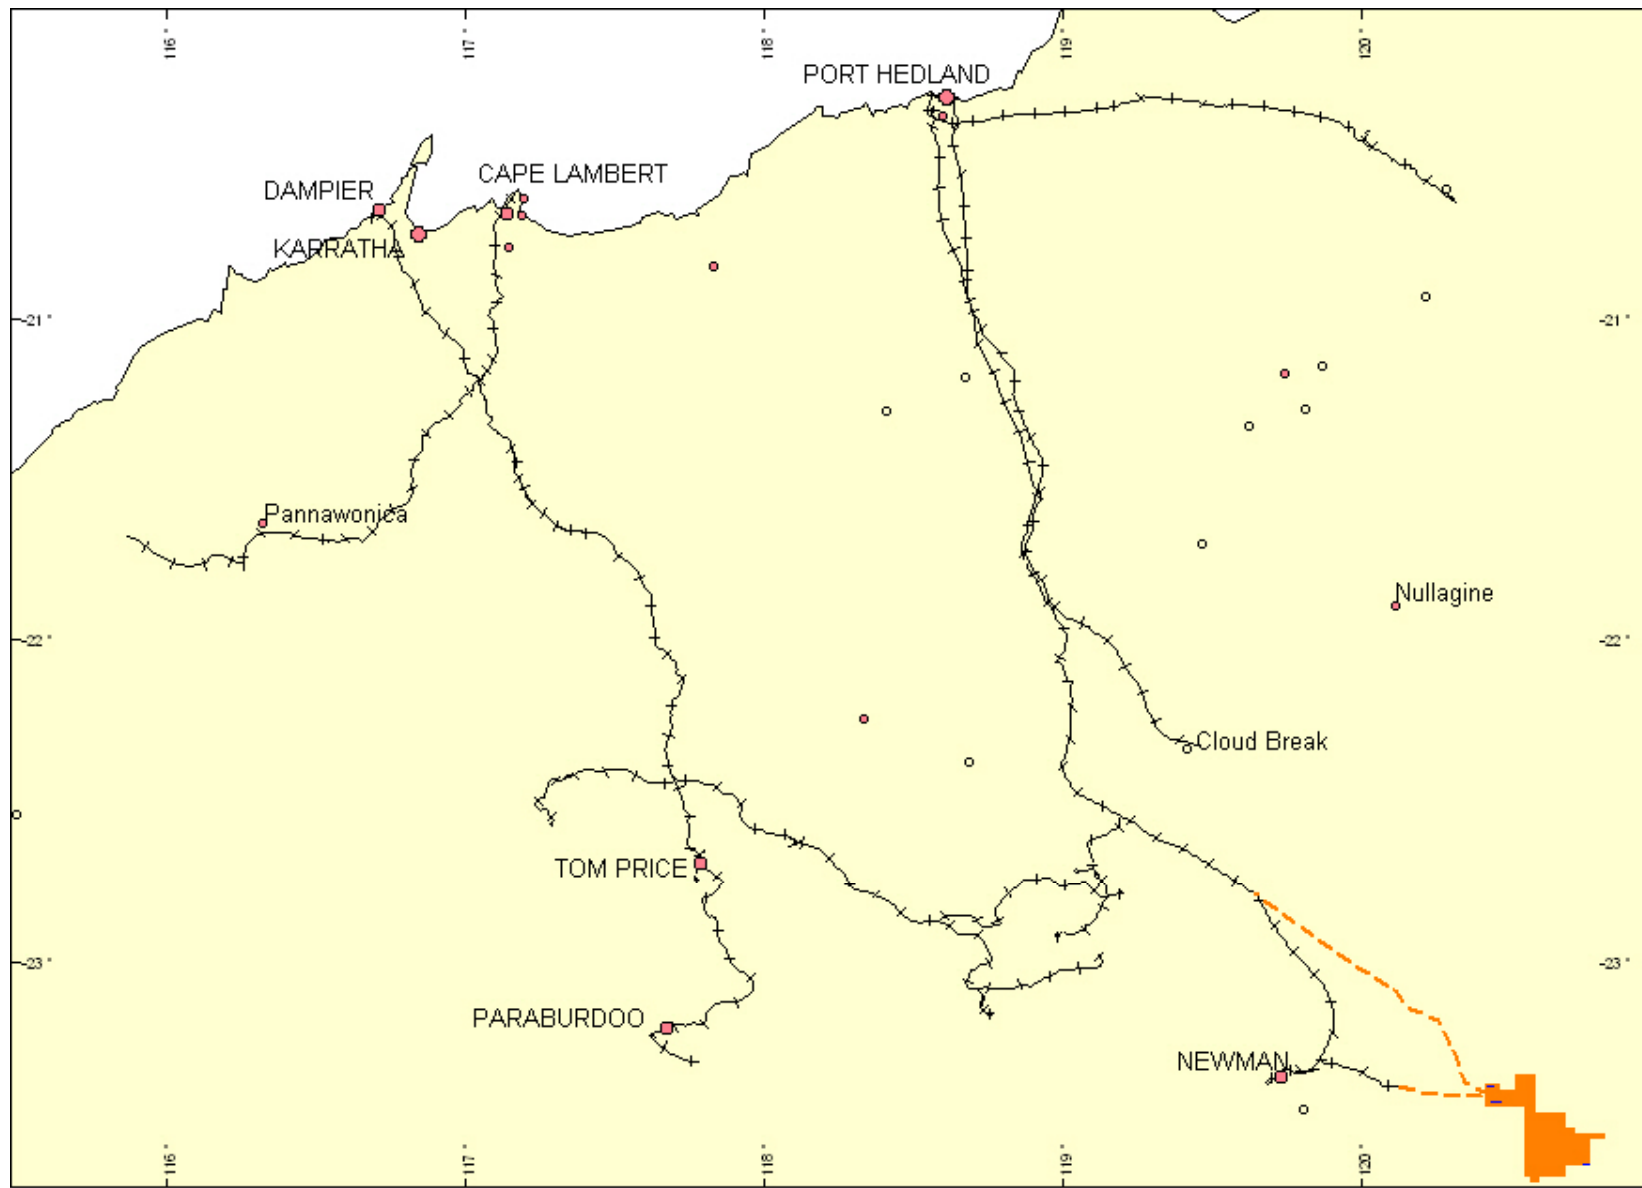 116°
117°
118°
119°
120°
PORT HEDLAND
CAPE LAMBERT
DAMPIER
KARRATHA
-21°
-21°
Pannawonica
Nullagine
-22°
-22°
Cloud Break
TOM PRICE
-23°
-23°
PARABURDOO
NEWMAN
116°
117°
118°
119°
120°